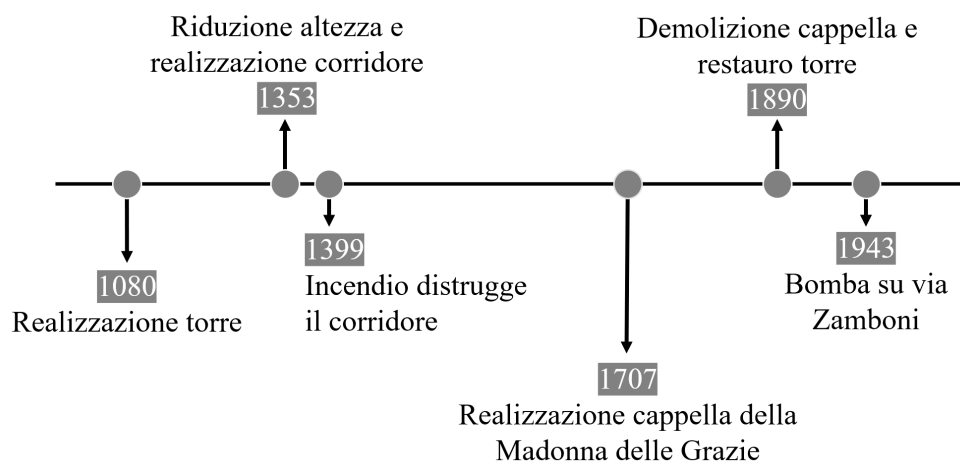 Riduzione altezza e
realizzazione corridore
1353
Demolizione cappella e
restauro torre
1890
1080
Realizzazione torre
1399
Incendio distrugge
il corridore
1707
Realizzazione cappella della
Madonna delle Grazie
1943
Bomba su via
Zamboni